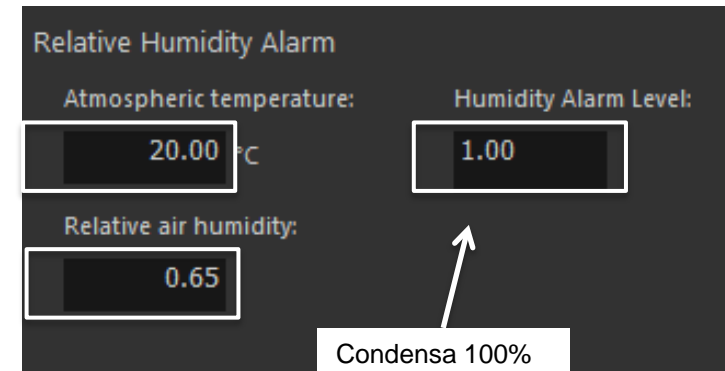 Relative Humidity Alarm
Atmospheric temperature: Humidity Alarm Level:
20.00 °C 1.00
Relative air humidity:
0.65
Condensa 100%